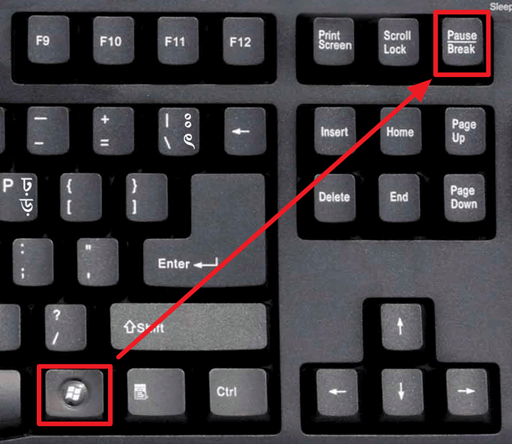 Sleep
F9
F10
F11
F12
Print
Screen
Scroll
Lock
Pause
Break
—
-
+
=
|
\
Insert
Home
Page
Up
P
{
[
}
]
Delete
End
Page
Down
:
;
"
'
Enter
?
/
Shift
Ctrl